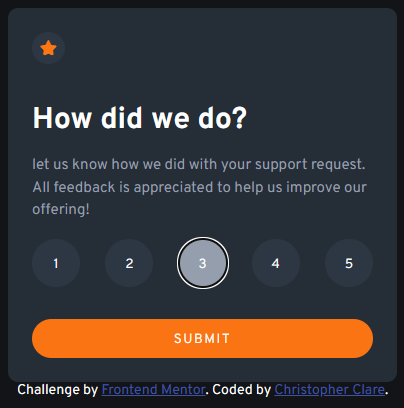 How did we do?
let us know how we did with your support request.
All feedback is appreciated to help us improve our
offering!
1 2 3 4 5
SUBMIT
Challenge by Frontend Mentor. Coded by Christopher Clare.